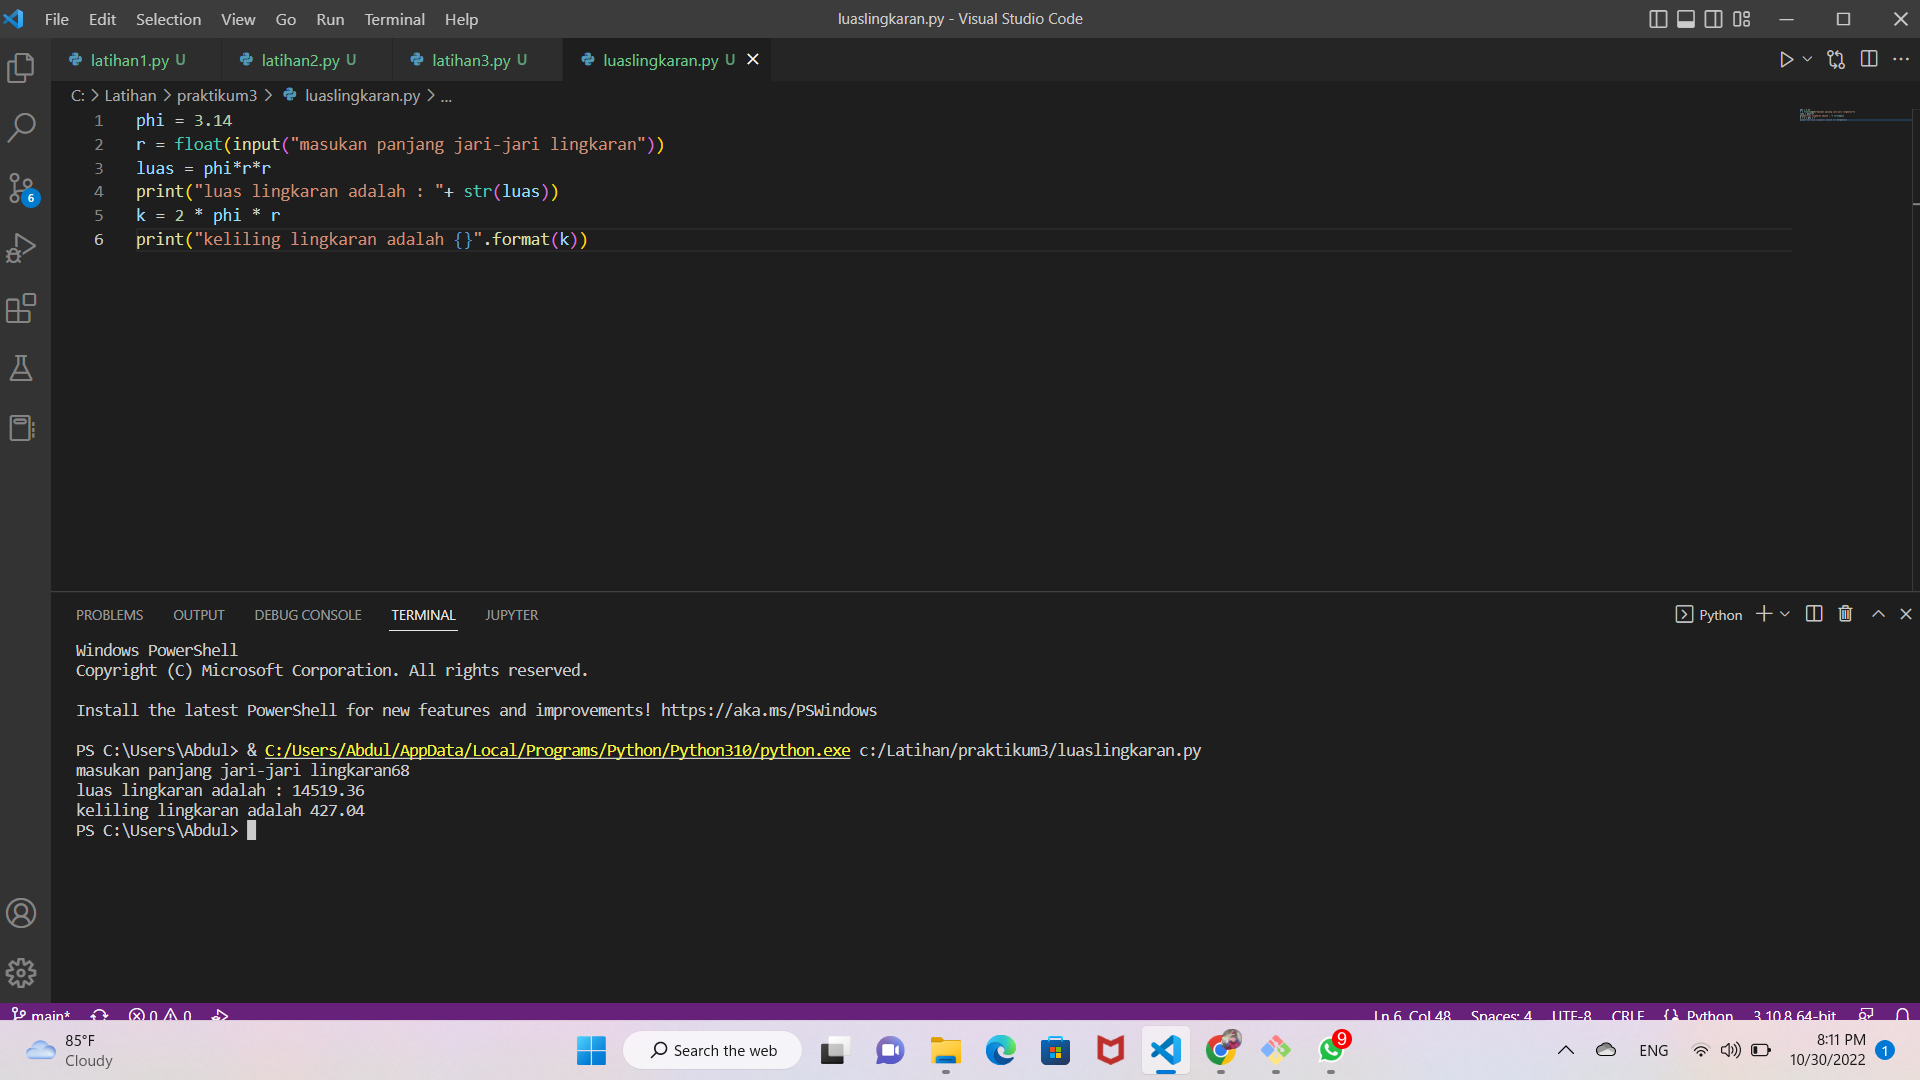 File Edit Selection View Go Run Terminal Help luaslingkaran.py - Visual Studio Code
latihan1.py U latihan2.py U latihan3.py U luaslingkaran.py U
C: > Latihan > praktikum3 > luaslingkaran.py > ...
1 phi = 3.14
2 r = float(input("masukan panjang jari-jari lingkaran"))
3 luas = phi*r*r
4 print("luas lingkaran adalah : "+ str(luas))
5 k = 2 * phi * r
6 print("keliling lingkaran adalah {}".format(k))
6
PROBLEMS OUTPUT DEBUG CONSOLE TERMINAL JUPYTER Python
Windows PowerShell
Copyright (C) Microsoft Corporation. All rights reserved.
Install the latest PowerShell for new features and improvements! https://aka.ms/PSWindows
PS C:\Users\Abdul> & C:/Users/Abdul/AppData/Local/Programs/Python/Python310/python.exe c:/Latihan/praktikum3/luaslingkaran.py
masukan panjang jari-jari lingkaran68
luas lingkaran adalah : 14519.36
keliling lingkaran adalah 427.04
PS C:\Users\Abdul>
main* 0 0 Ln 6, Col 48 Spaces: 4 UTF-8 CRLF Python 3.10.8 64-bit
85°F
Cloudy
Search the web
9
ENG
8:11 PM
10/30/2022
1